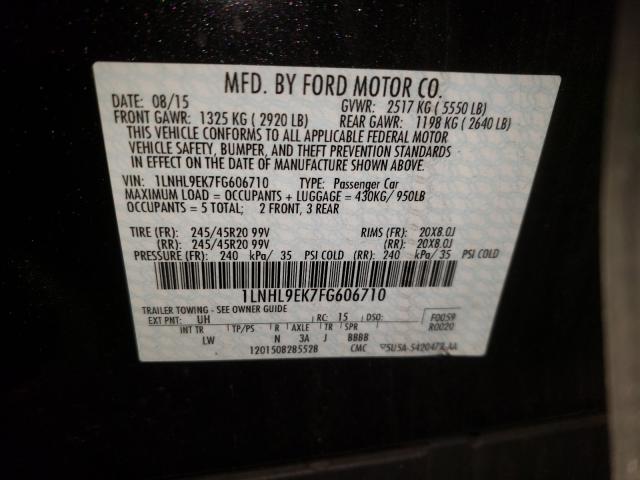 MFD. BY FORD MOTOR CO.
DATE: 08/15 GVWR: 2517 KG ( 5550 LB)
FRONT GAWR: 1325 KG ( 2920 LB) REAR GAWR: 1198 KG ( 2640 LB)
THIS VEHICLE CONFORMS TO ALL APPLICABLE FEDERAL MOTOR
VEHICLE SAFETY, BUMPER, AND THEFT PREVENTION STANDARDS
IN EFFECT ON THE DATE OF MANUFACTURE SHOWN ABOVE.
VIN: 1LNHL9EK7FG606710 TYPE: Passenger Car
MAXIMUM LOAD = OCCUPANTS + LUGGAGE = 430KG/ 950LB
OCCUPANTS = 5 TOTAL; 2 FRONT, 3 REAR
TIRE (FR): 245/45R20 99V RIMS (FR): 20X8.0J
(RR): 245/45R20 99V (RR): 20X8.0J
PRESSURE (FR): 240 kPa/ 35 PSI COLD (RR): 240 kPa/ 35 PSI COLD
1LNHL9EK7FG606710
TRAILER TOWING - SEE OWNER GUIDE
EXT PNT: UH RC: 15 DSO: F0059
R0020
INT TR TP/PS R AXLE TR SPR
LW N 3A J BBBB
1201508285528 CMC